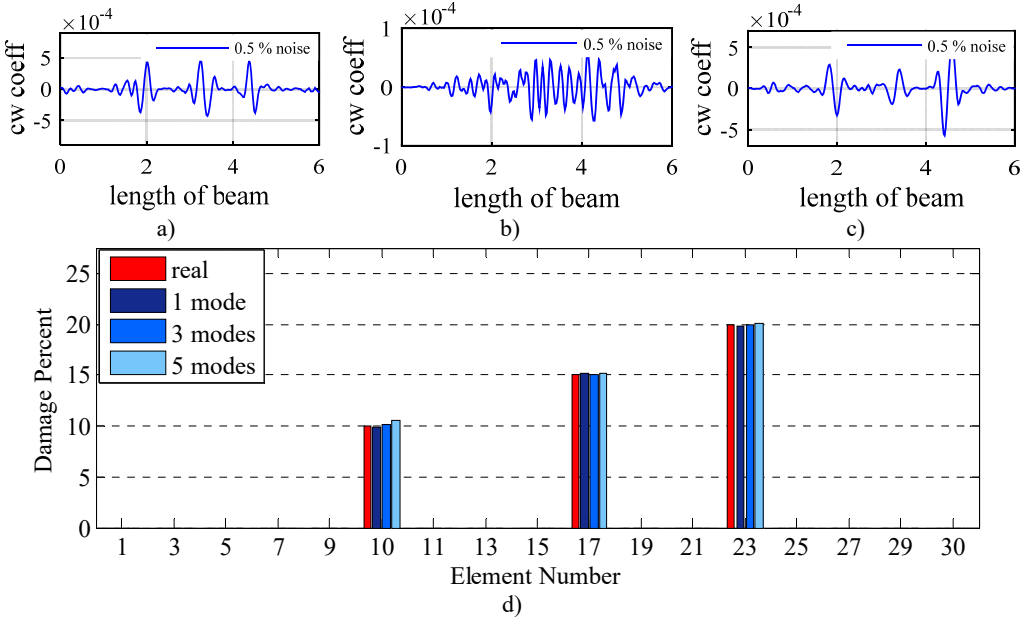 ×10-4
0.5 % noise
cw coeff
5
0
-5
0 2 4 6
length of beam
a)
×10-4
0.5 % noise
cw coeff
1
0
-1
0 2 4 6
length of beam
b)
×10-4
0.5 % noise
cw coeff
5
0
-5
0 2 4 6
length of beam
c)
real
1 mode
3 modes
5 modes
Damage Percent
25
20
15
10
5
0
1 3 5 7 9 10 11 13 15 17 19 21 23 25 27 29 30
Element Number
d)